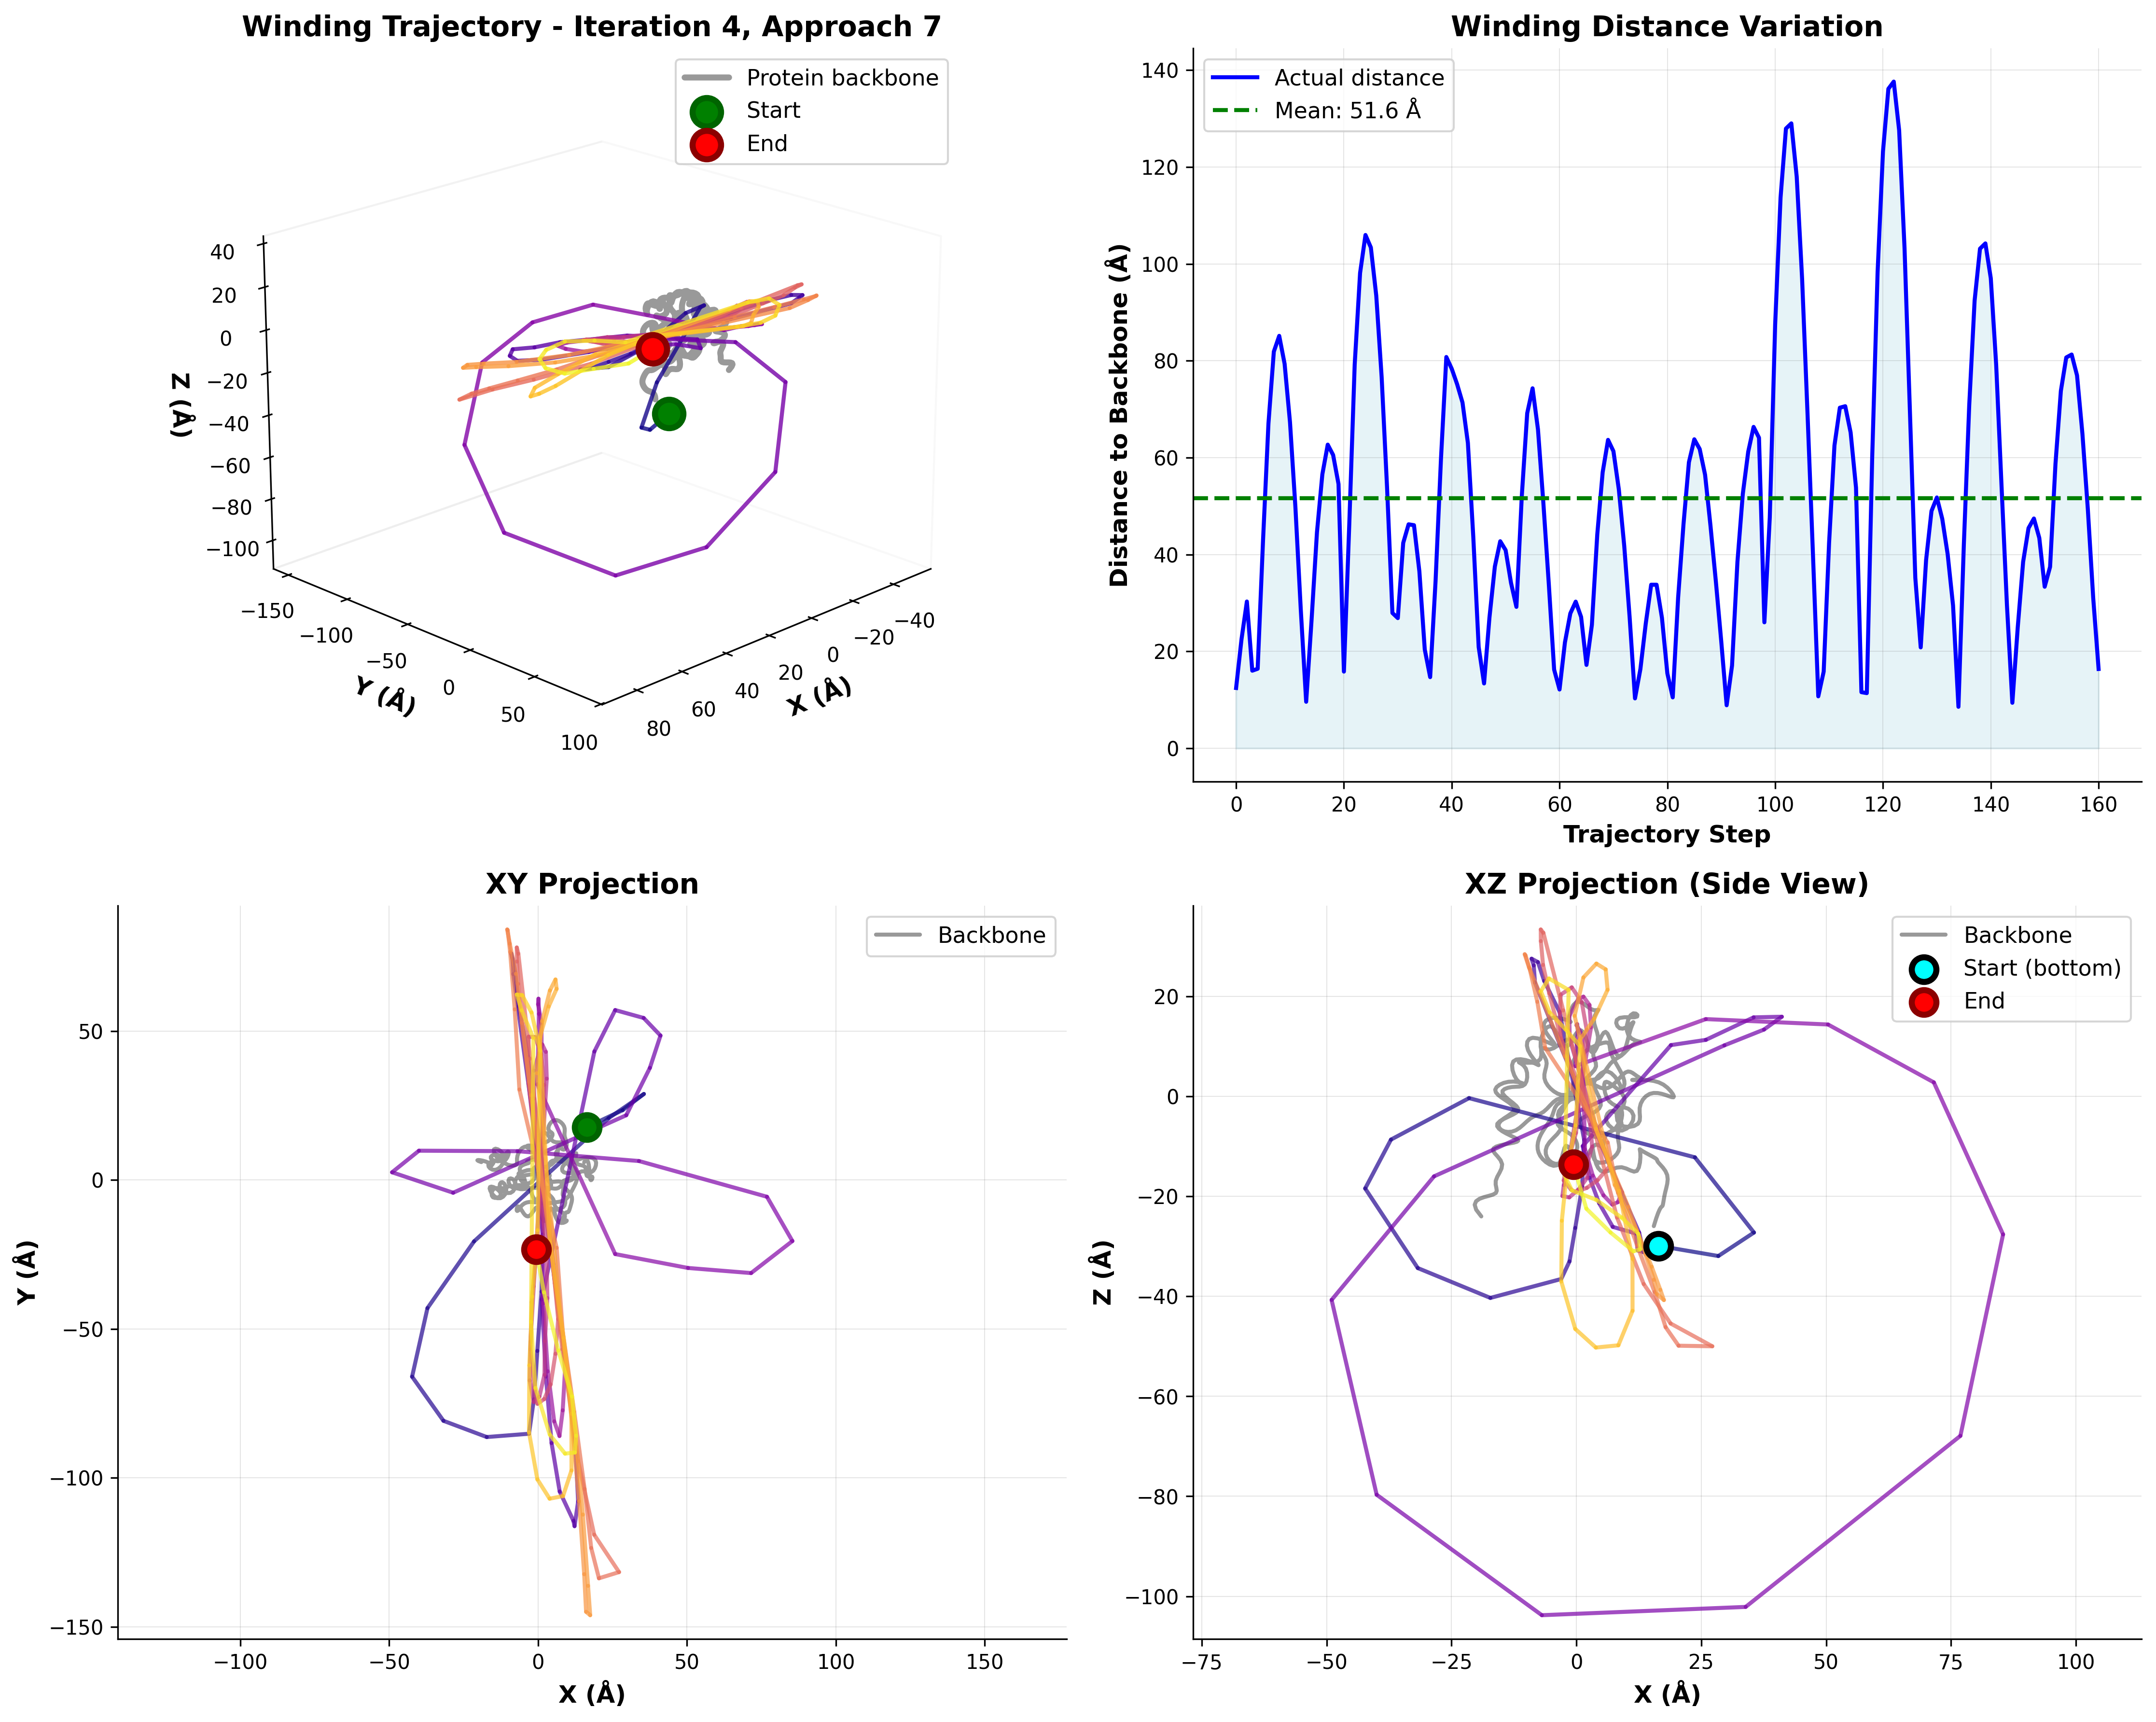 Winding Trajectory - Iteration 4, Approach 7
Protein backbone
Start
End
40
20
0
−20
−40
−60
−80
−100
Z (Å)
−150
−100
−50
0
50
100
Y (Å)
80
60
40
20
0
−20
−40
X (Å)
Winding Distance Variation
Actual distance
Mean: 51.6 Å
140
120
100
80
60
40
20
0
Distance to Backbone (Å)
0 20 40 60 80 100 120 140 160
Trajectory Step
XY Projection
Backbone
50
0
−50
−100
−150
Y (Å)
−100 −50 0 50 100 150
X (Å)
XZ Projection (Side View)
Backbone
Start (bottom)
End
20
0
−20
−40
−60
−80
−100
Z (Å)
−75 −50 −25 0 25 50 75 100
X (Å)